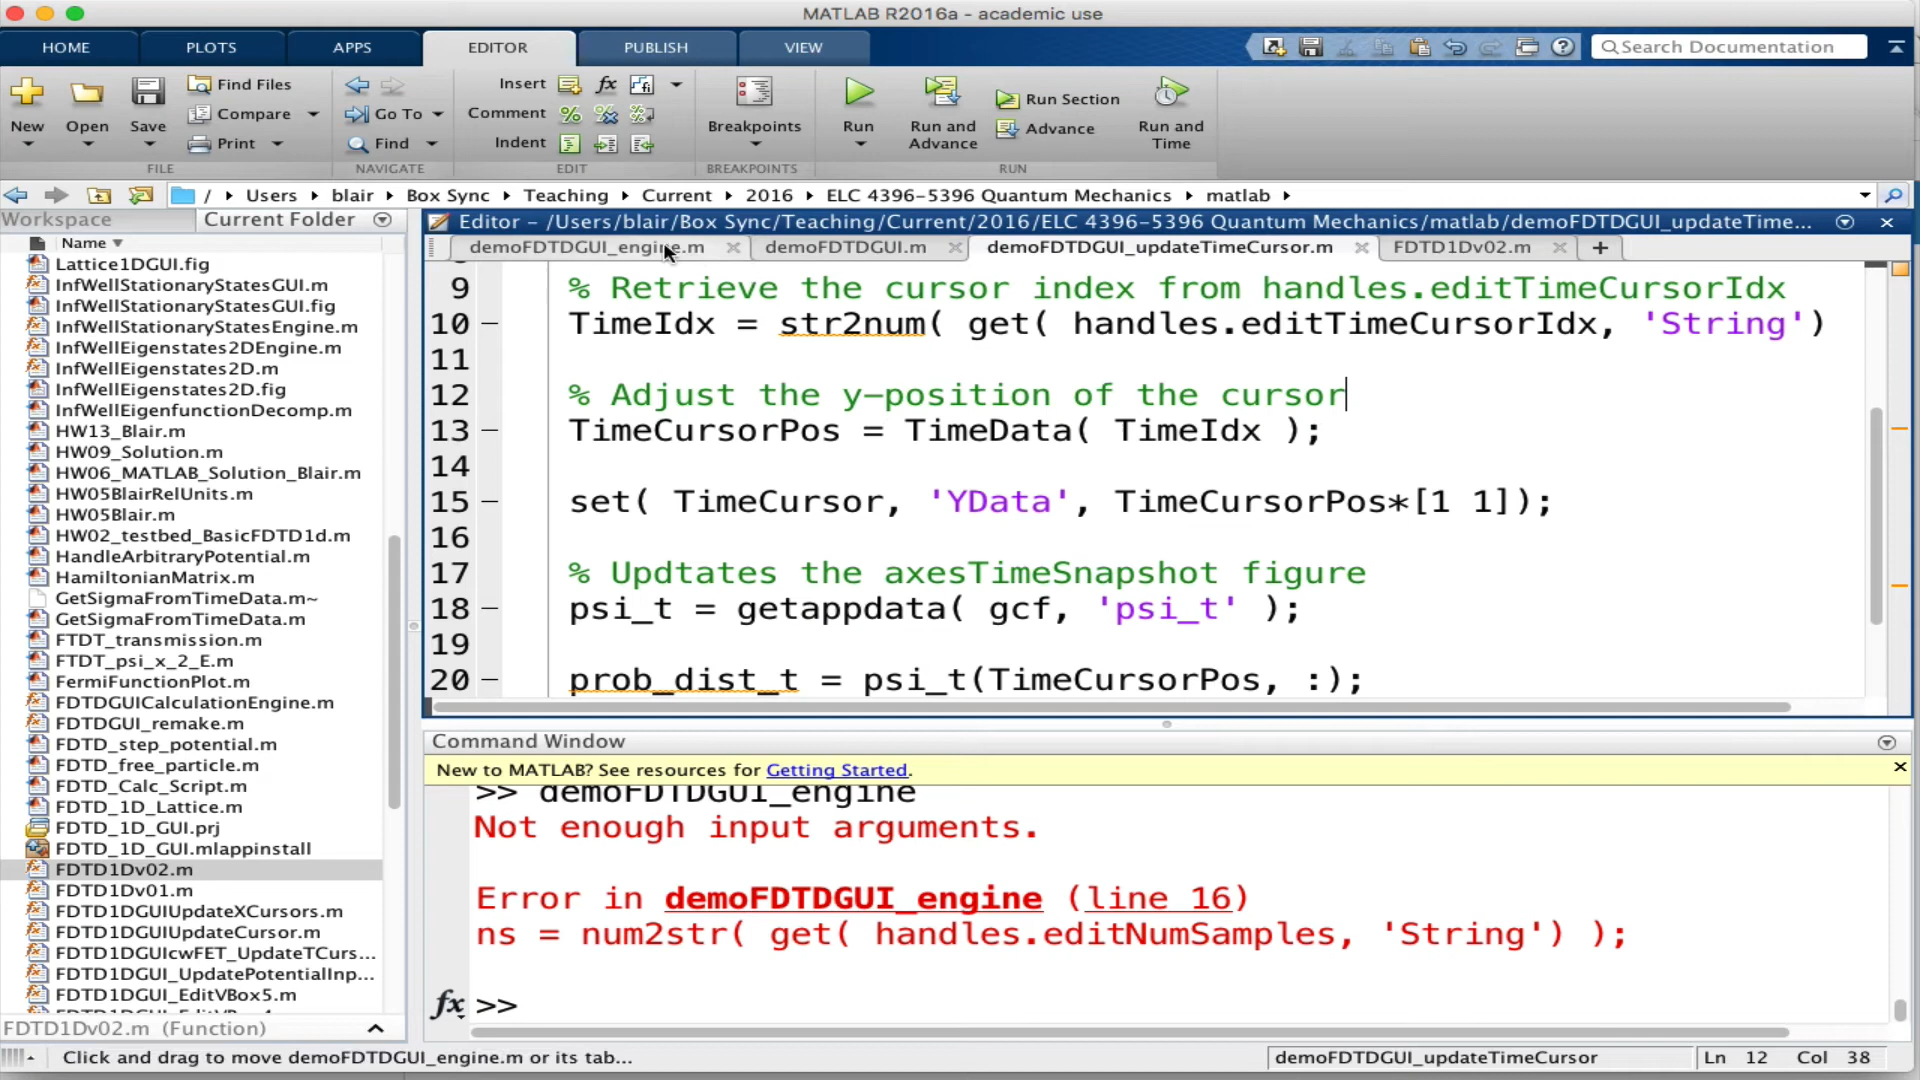 MATLAB R2016a - academic use
HOME PLOTS APPS EDITOR PUBLISH VIEW Search Documentation
Find Files Insert fx
Compare Go To Comment Run Section
New Open Save Print Find Indent Breakpoints Run Run and Advance Advance Run and Time
FILE NAVIGATE EDIT BREAKPOINTS RUN
/ Users blair Box Sync Teaching Current 2016 ELC 4396-5396 Quantum Mechanics matlab
Workspace Current Folder
Name
Lattice1DGUI.fig
InfWellStationaryStatesGUI.m
InfWellStationaryStatesGUI.fig
InfWellStationaryStatesEngine.m
InfWellEigenstates2DEngine.m
InfWellEigenstates2D.m
InfWellEigenstates2D.fig
InfWellEigenfunctionDecomp.m
HW13_Blair.m
HW09_Solution.m
HW06_MATLAB_Solution_Blair.m
HW05BlairRelUnits.m
HW05Blair.m
HW02_testbed_BasicFDTD1d.m
HandleArbitraryPotential.m
HamiltonianMatrix.m
GetSigmaFromTimeData.m~
GetSigmaFromTimeData.m
FTDT_transmission.m
FTDT_psi_x_2_E.m
FermiFunctionPlot.m
FDTDGUICalculationEngine.m
FDTDGUI_remake.m
FDTD_step_potential.m
FDTD_free_particle.m
FDTD_Calc_Script.m
FDTD_1D_Lattice.m
FDTD_1D_GUI.prj
FDTD_1D_GUI.mlappinstall
FDTD1Dv02.m
FDTD1Dv01.m
FDTD1DGUIUpdateXCursors.m
FDTD1DGUIUpdateCursor.m
FDTD1DGUIcwFET_UpdateTCurs...
FDTD1DGUI_UpdatePotentialInp...
FDTD1DGUI_EditVBox5.m
FDTD1Dv02.m (Function)
Editor - /Users/blair/Box Sync/Teaching/Current/2016/ELC 4396-5396 Quantum Mechanics/matlab/demoFDTDGUI_updateTime...
demoFDTDGUI_engine.m demoFDTDGUI.m demoFDTDGUI_updateTimeCursor.m FDTD1Dv02.m +
9 % Retrieve the cursor index from handles.editTimeCursorIdx
10 - TimeIdx = str2num( get( handles.editTimeCursorIdx, 'String')
11
12 % Adjust the y-position of the cursor
13 - TimeCursorPos = TimeData( TimeIdx );
14
15 - set( TimeCursor, 'YData', TimeCursorPos*[1 1]);
16
17 % Updtates the axesTimeSnapshot figure
18 - psi_t = getappdata( gcf, 'psi_t' );
19
20 - prob_dist_t = psi_t(TimeCursorPos, :);
Command Window
New to MATLAB? See resources for Getting Started.
>> demoFDTDGUI_engine
Not enough input arguments.
Error in demoFDTDGUI_engine (line 16)
ns = num2str( get( handles.editNumSamples, 'String') );
fx >>
Click and drag to move demoFDTDGUI_engine.m or its tab...
demoFDTDGUI_updateTimeCursor Ln 12 Col 38